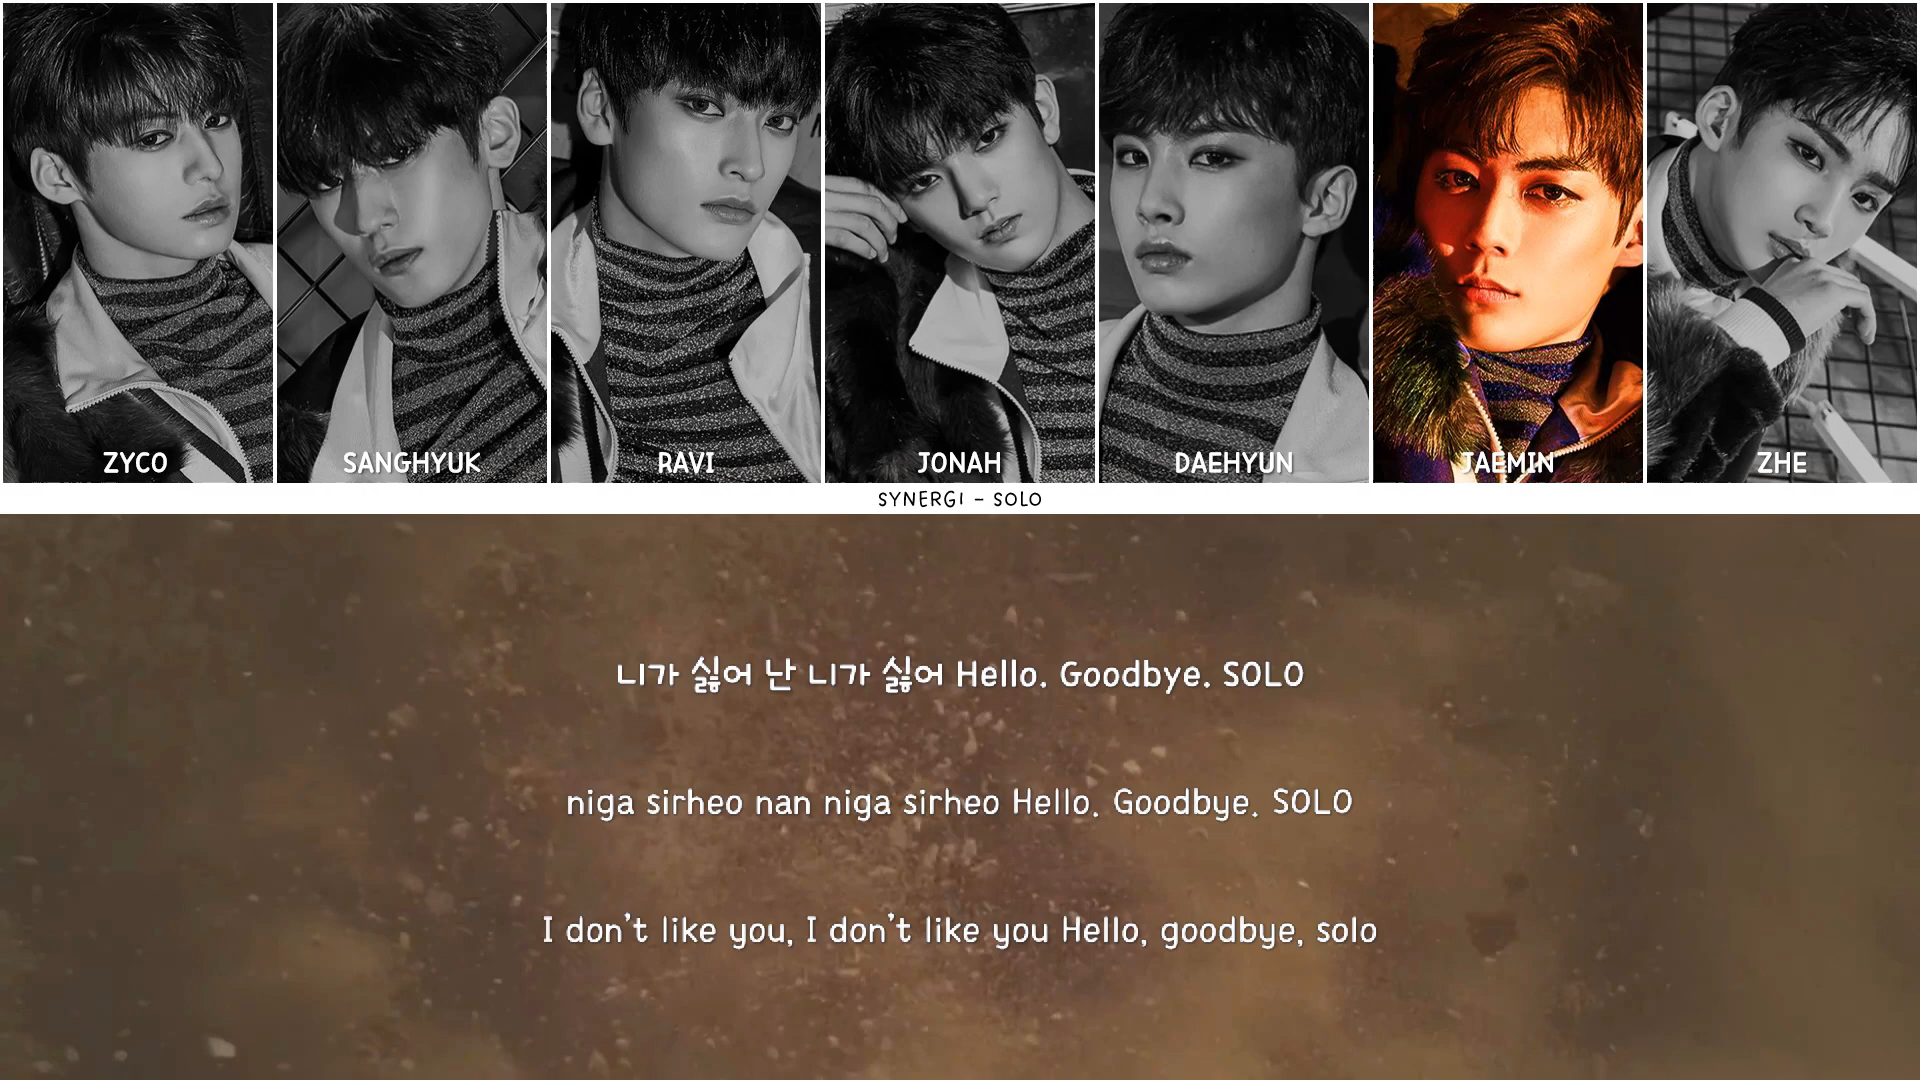 ZYCO
SANGHYUK
RAVI
JONAH
DAEHYUN
JAEMIN
ZHE
SYNERGI - SOLO
니가 싫어 난 니가 싫어 Hello. Goodbye. SOLO
niga sirheo nan niga sirheo Hello. Goodbye. SOLO
I don't like you, I don't like you Hello, goodbye, solo